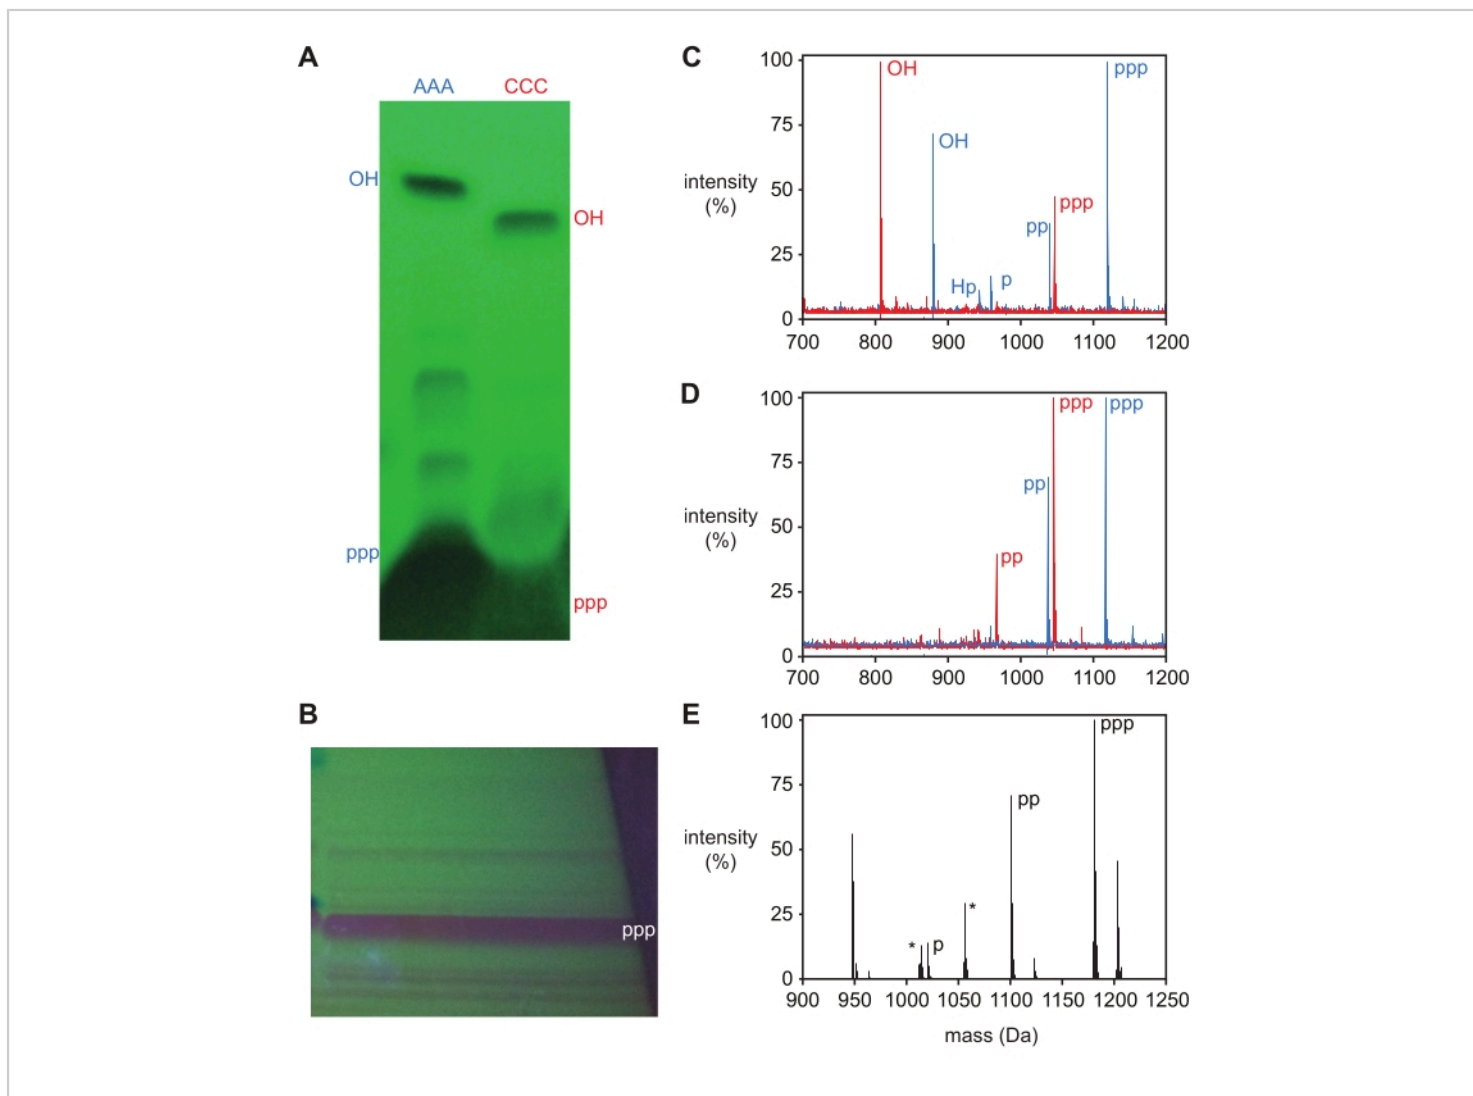 A
AAA CCC
OH
OH
ppp
ppp
B
ppp
C
100
75
50
25
0
intensity
(%)
OH
OH
Hp
p
pp
ppp
ppp
700 800 900 1000 1100 1200
D
100
75
50
25
0
intensity
(%)
pp
pp
ppp
ppp
700 800 900 1000 1100 1200
E
100
75
50
25
0
intensity
(%)
*
p
*
pp
ppp
900 950 1000 1050 1100 1150 1200 1250
mass (Da)